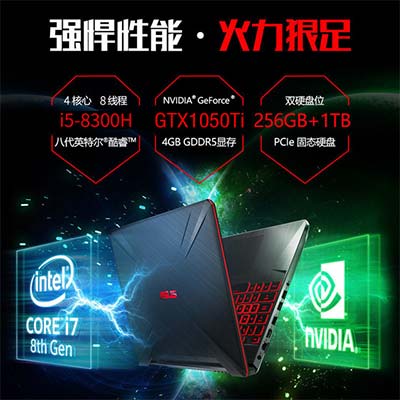 强悍性能·火力狠足
4核心 8线程
i5-8300H
八代英特尔®酷睿™
NVIDIA® GeForce®
GTX1050Ti
4GB GDDR5显存
双硬盘位
256GB+1TB
PCIe 固态硬盘
intel
CORE i7
8th Gen
ASUS
NVIDIA